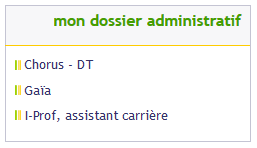 mon dossier administratif
Chorus - DT
Gaïa
I-Prof, assistant carrière